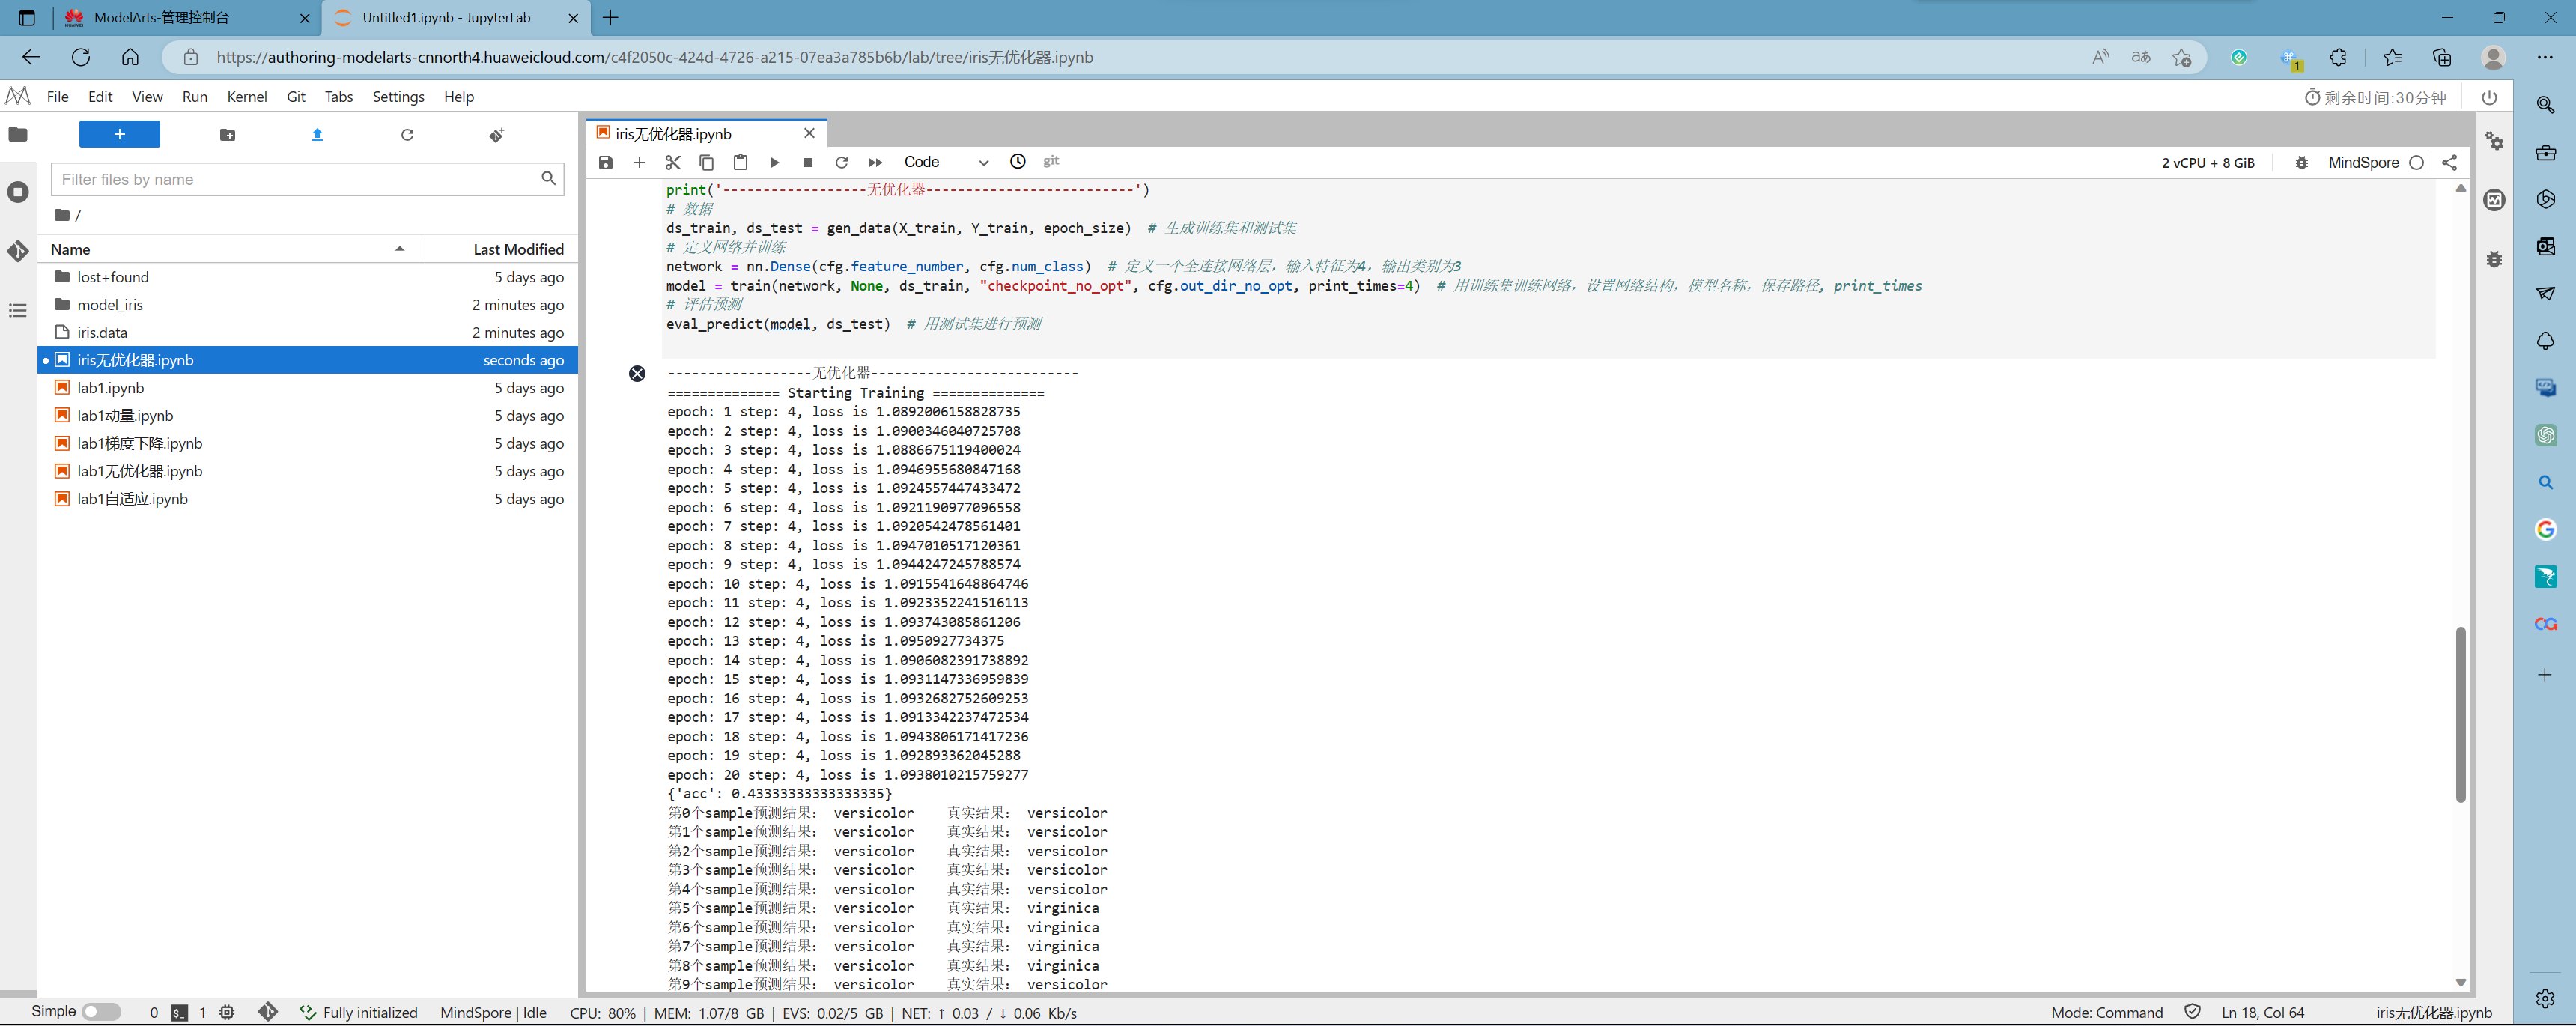 ModelArts-管理控制台
Untitled1.ipynb - JupyterLab
https://authoring-modelarts-cnnorth4.huaweicloud.com/c4f2050c-424d-4726-a215-07ea3a785b6b/lab/tree/iris无优化器.ipynb
1
File Edit View Run Kernel Git Tabs Settings Help
剩余时间:30分钟
Filter files by name
/
Name Last Modified
lost+found 5 days ago
model_iris 2 minutes ago
iris.data 2 minutes ago
iris无优化器.ipynb seconds ago
lab1.ipynb 5 days ago
lab1动量.ipynb 5 days ago
lab1梯度下降.ipynb 5 days ago
lab1无优化器.ipynb 5 days ago
lab1自适应.ipynb 5 days ago
iris无优化器.ipynb
Code
git
2 vCPU + 8 GiB
MindSpore
print('------------------无优化器--------------------------')
# 数据
ds_train, ds_test = gen_data(X_train, Y_train, epoch_size)  # 生成训练集和测试集
# 定义网络并训练
network = nn.Dense(cfg.feature_number, cfg.num_class)  # 定义一个全连接网络层，输入特征为4，输出类别为3
model = train(network, None, ds_train, "checkpoint_no_opt", cfg.out_dir_no_opt, print_times=4)  # 用训练集训练网络，设置网络结构，模型名称，保存路径, print_times
# 评估预测
eval_predict(model, ds_test)  # 用测试集进行预测
------------------无优化器--------------------------
============== Starting Training ==============
epoch: 1 step: 4, loss is 1.0892006158828735
epoch: 2 step: 4, loss is 1.0900346040725708
epoch: 3 step: 4, loss is 1.0886675119400024
epoch: 4 step: 4, loss is 1.0946955680847168
epoch: 5 step: 4, loss is 1.0924557447433472
epoch: 6 step: 4, loss is 1.0921190977096558
epoch: 7 step: 4, loss is 1.0920542478561401
epoch: 8 step: 4, loss is 1.0947010517120361
epoch: 9 step: 4, loss is 1.0944247245788574
epoch: 10 step: 4, loss is 1.0915541648864746
epoch: 11 step: 4, loss is 1.0923352241516113
epoch: 12 step: 4, loss is 1.093743085861206
epoch: 13 step: 4, loss is 1.0950927734375
epoch: 14 step: 4, loss is 1.0906082391738892
epoch: 15 step: 4, loss is 1.0931147336959839
epoch: 16 step: 4, loss is 1.0932682752609253
epoch: 17 step: 4, loss is 1.0913342237472534
epoch: 18 step: 4, loss is 1.0943806171417236
epoch: 19 step: 4, loss is 1.092893362045288
epoch: 20 step: 4, loss is 1.0938010215759277
{'acc': 0.43333333333333335}
第0个sample预测结果： versicolor    真实结果： versicolor
第1个sample预测结果： versicolor    真实结果： versicolor
第2个sample预测结果： versicolor    真实结果： versicolor
第3个sample预测结果： versicolor    真实结果： versicolor
第4个sample预测结果： versicolor    真实结果： versicolor
第5个sample预测结果： versicolor    真实结果： virginica
第6个sample预测结果： versicolor    真实结果： virginica
第7个sample预测结果： versicolor    真实结果： virginica
第8个sample预测结果： versicolor    真实结果： virginica
第9个sample预测结果： versicolor    真实结果： versicolor
Simple 0 1 Fully initialized MindSpore | Idle CPU: 80% | MEM: 1.07/8 GB | EVS: 0.02/5 GB | NET: ↑ 0.03 / ↓ 0.06 Kb/s Mode: Command Ln 18, Col 64 iris无优化器.ipynb